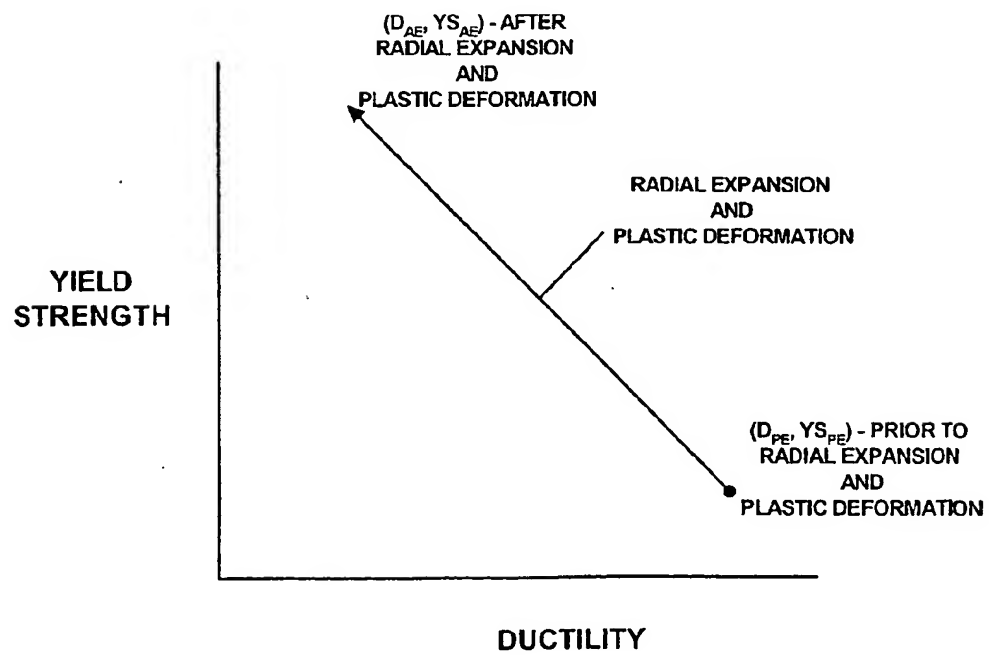 (D_AE, YS_AE) - AFTER
RADIAL EXPANSION
AND
PLASTIC DEFORMATION
RADIAL EXPANSION
AND
PLASTIC DEFORMATION
YIELD
STRENGTH
(D_PE, YS_PE) - PRIOR TO
RADIAL EXPANSION
AND
PLASTIC DEFORMATION
DUCTILITY